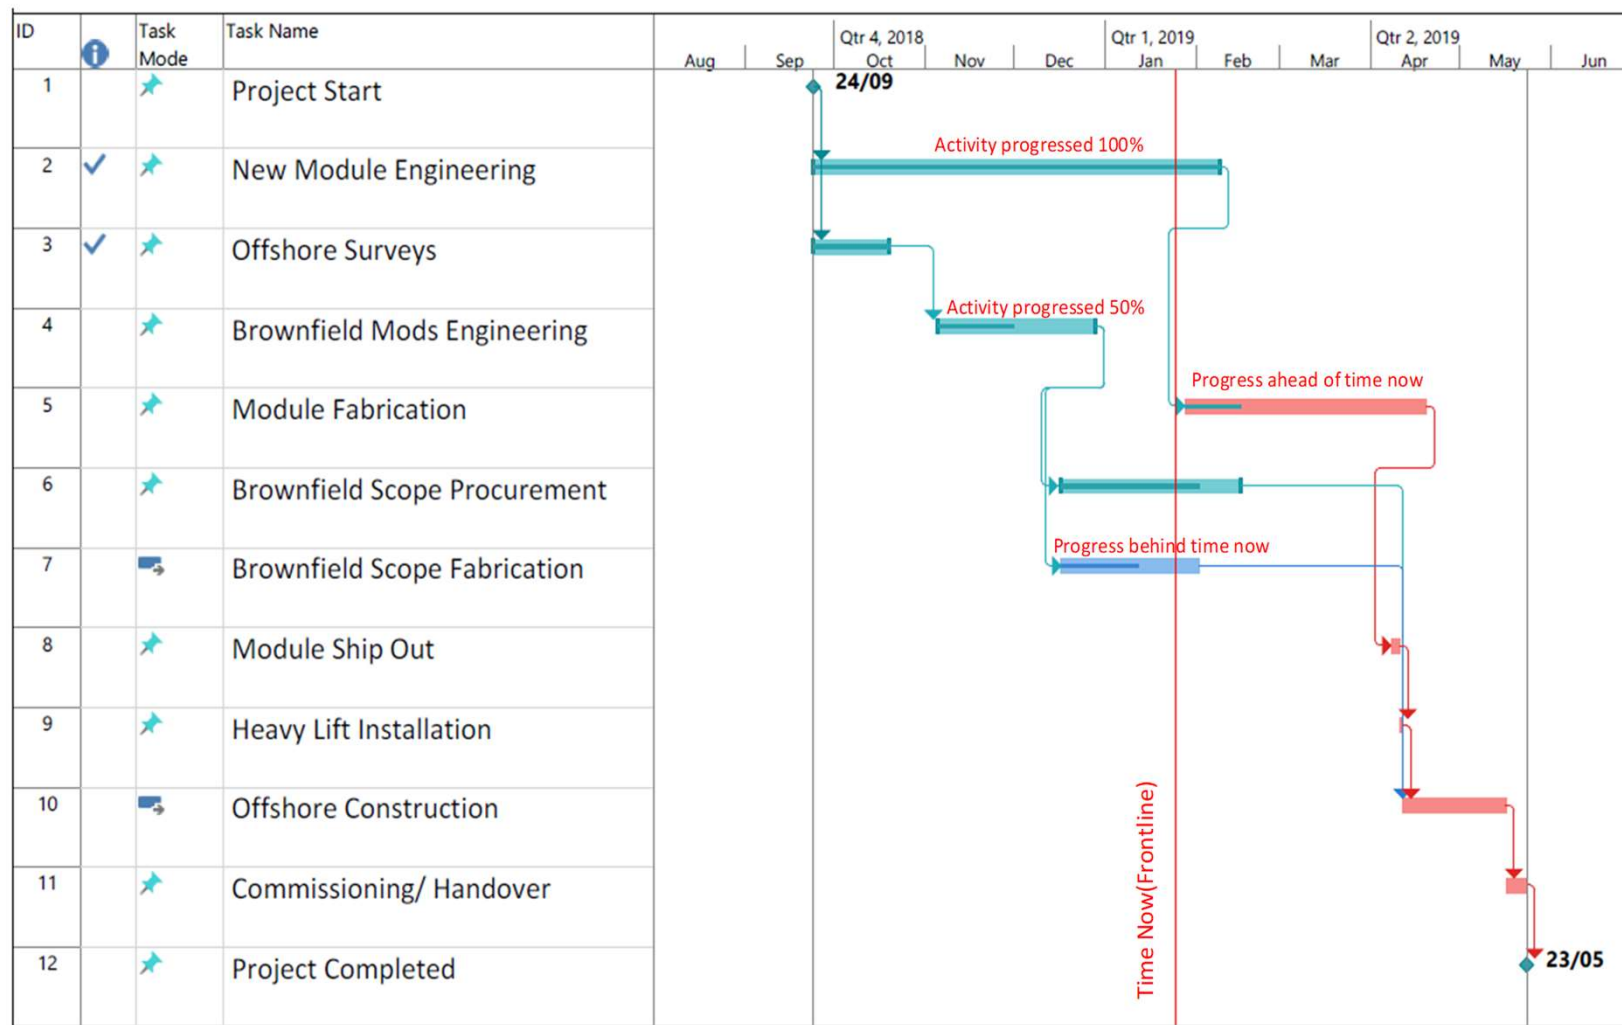 ID Task Mode Task Name
Qtr 4, 2018 Qtr 1, 2019 Qtr 2, 2019
Aug Sep Oct Nov Dec Jan Feb Mar Apr May Jun
1 Project Start 24/09
Activity progressed 100%
2 New Module Engineering
3 Offshore Surveys
Activity progressed 50%
4 Brownfield Mods Engineering
Progress ahead of time now
5 Module Fabrication
6 Brownfield Scope Procurement
Progress behind time now
7 Brownfield Scope Fabrication
8 Module Ship Out
9 Heavy Lift Installation
10 Offshore Construction
11 Commissioning/ Handover
12 Project Completed 23/05
Time Now(Frontline)